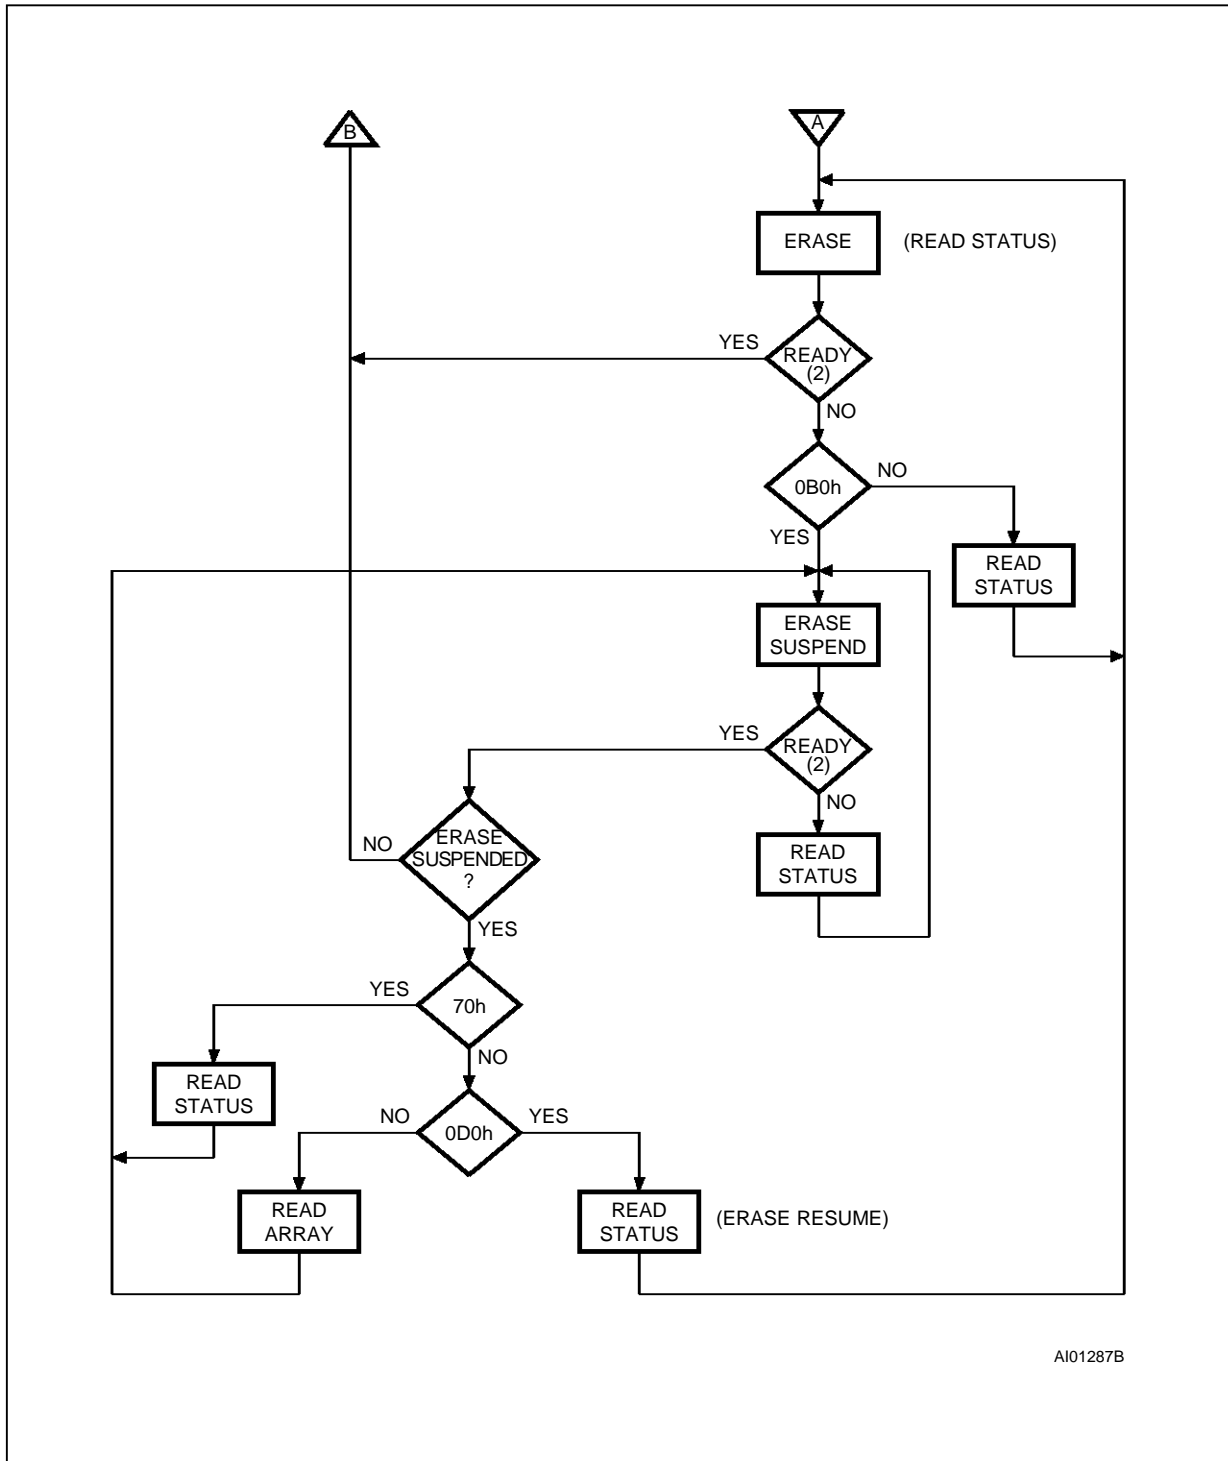 B
A
ERASE
(READ STATUS)
YES
READY
(2)
NO
0B0h
NO
YES
READ
STATUS
ERASE
SUSPEND
YES
READY
(2)
NO
NO
ERASE
SUSPENDED
?
READ
STATUS
YES
YES
70h
NO
READ
STATUS
NO
0D0h
YES
READ
ARRAY
READ
STATUS
(ERASE RESUME)
AI01287B